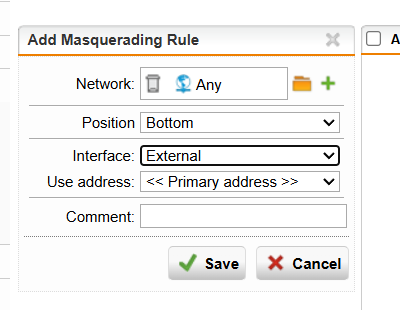 Add Masquerading Rule
Network: Any
Position Bottom
Interface: External
Use address: << Primary address >>
Comment:
Save Cancel
A